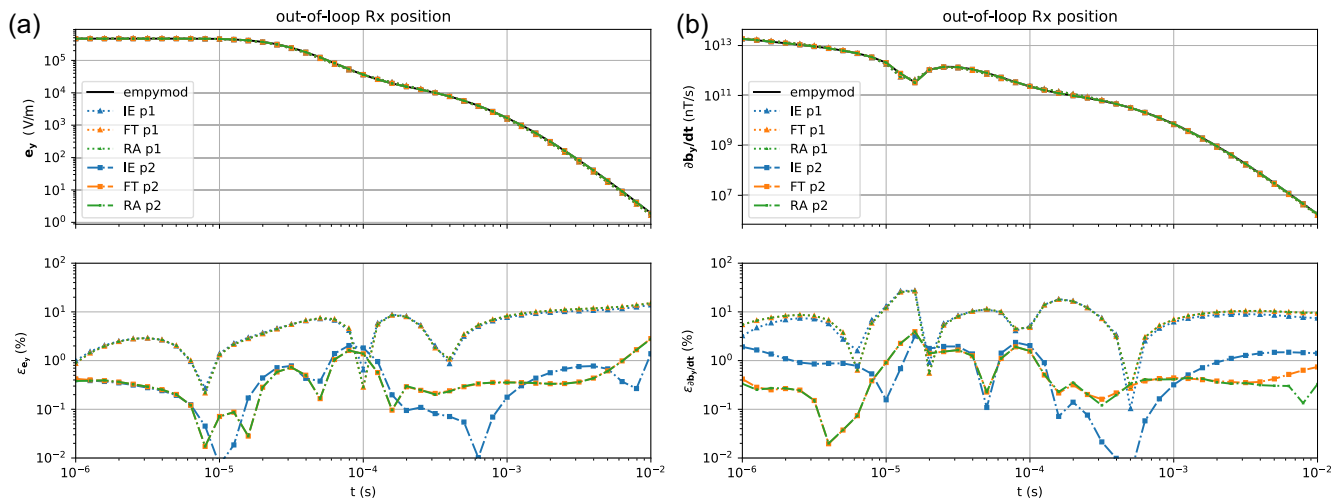 (a)
out-of-loop Rx position
e_y (V/m)
10^5
10^4
10^3
10^2
10^1
10^0
empymod
IE p1
FT p1
RA p1
IE p2
FT p2
RA p2
ε_{e_y} (%)
10^2
10^1
10^0
10^{-1}
10^{-2}
10^{-6}
10^{-5}
10^{-4}
10^{-3}
10^{-2}
t (s)
(b)
out-of-loop Rx position
∂b_y/dt (nT/s)
10^{13}
10^{11}
10^9
10^7
empymod
IE p1
FT p1
RA p1
IE p2
FT p2
RA p2
ε_{∂b_y/dt} (%)
10^2
10^1
10^0
10^{-1}
10^{-2}
10^{-6}
10^{-5}
10^{-4}
10^{-3}
10^{-2}
t (s)